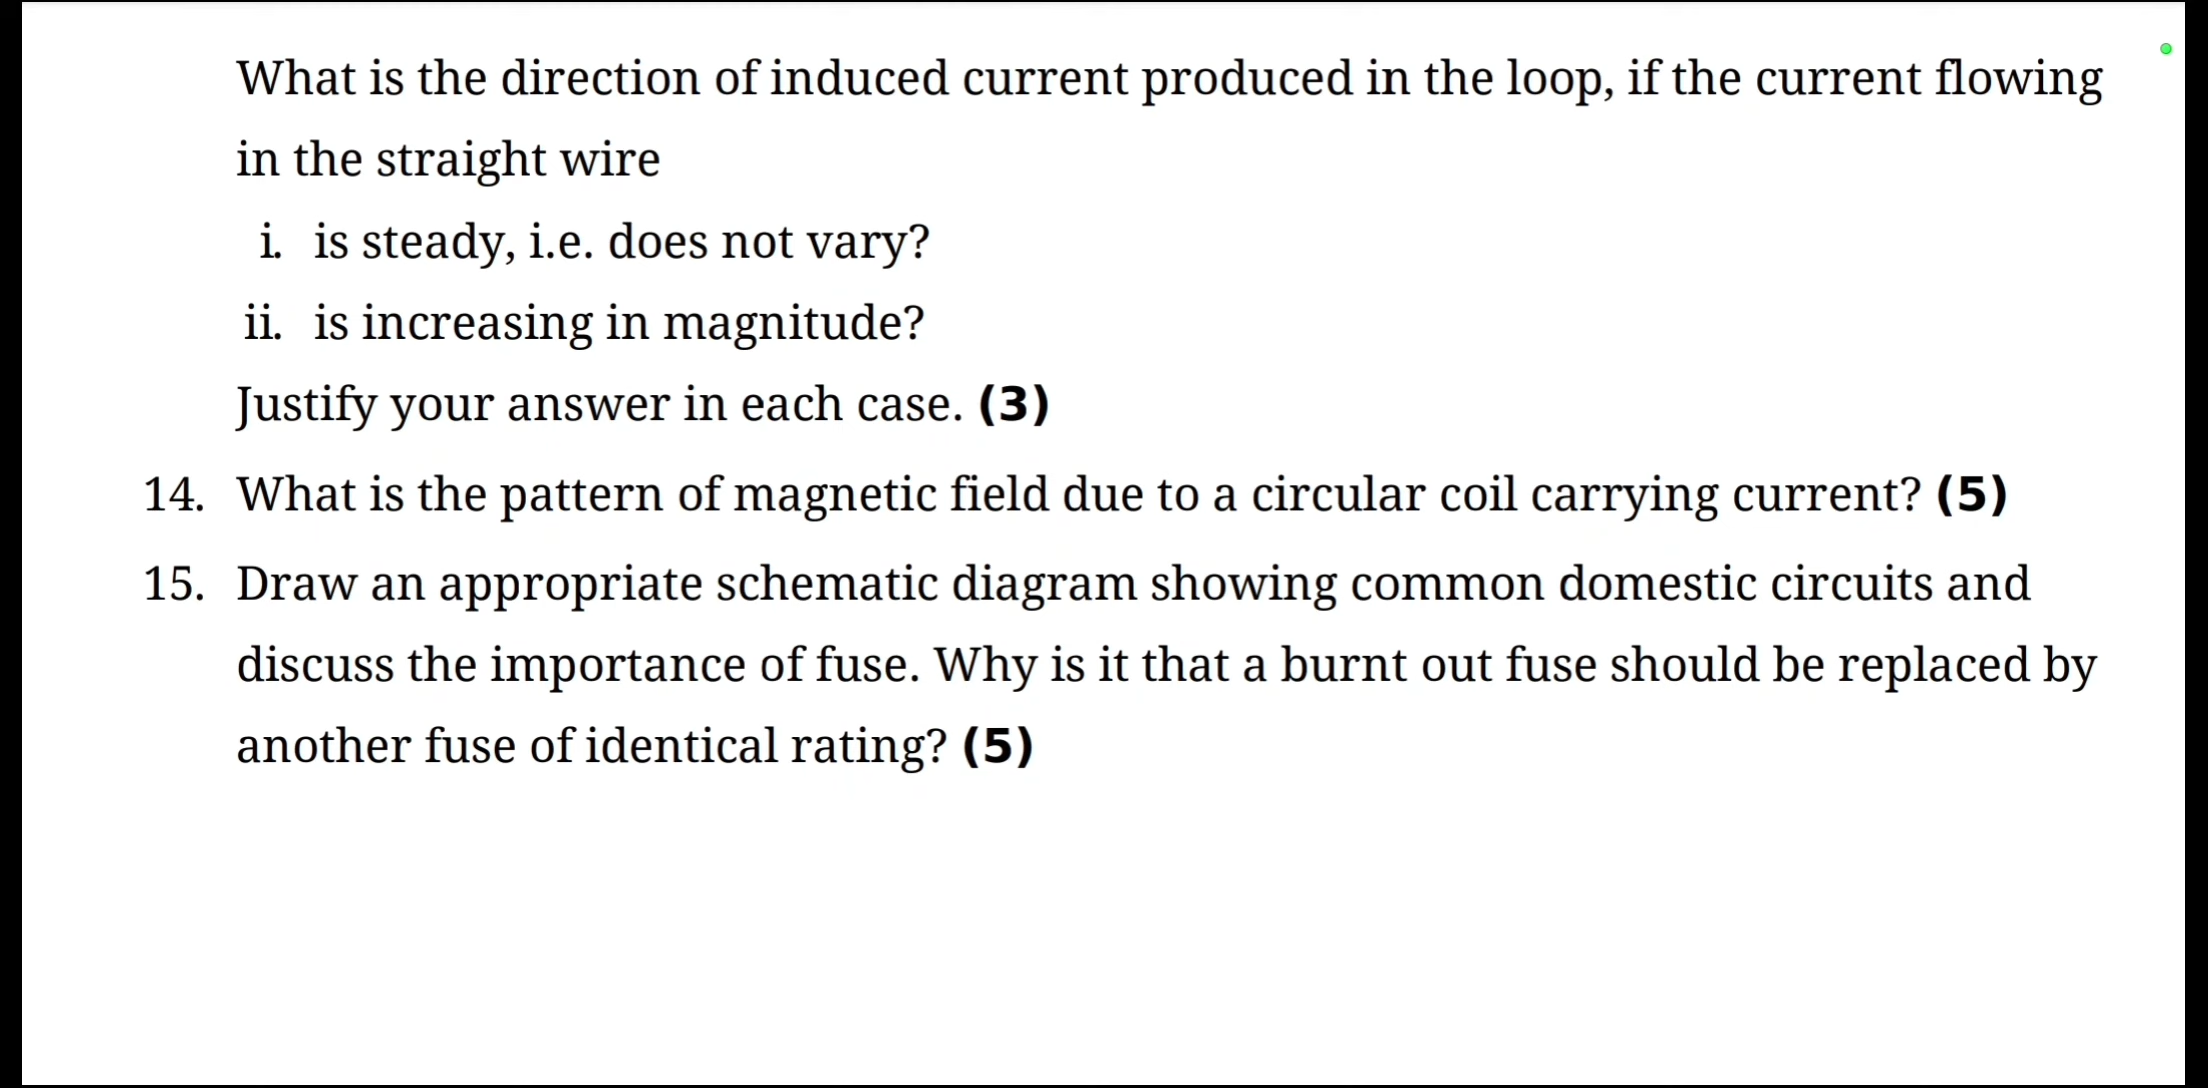 What is the direction of induced current produced in the loop, if the current flowing
in the straight wire
i. is steady, i.e. does not vary?
ii. is increasing in magnitude?
Justify your answer in each case. (3)
14. What is the pattern of magnetic field due to a circular coil carrying current? (5)
15. Draw an appropriate schematic diagram showing common domestic circuits and
discuss the importance of fuse. Why is it that a burnt out fuse should be replaced by
another fuse of identical rating? (5)